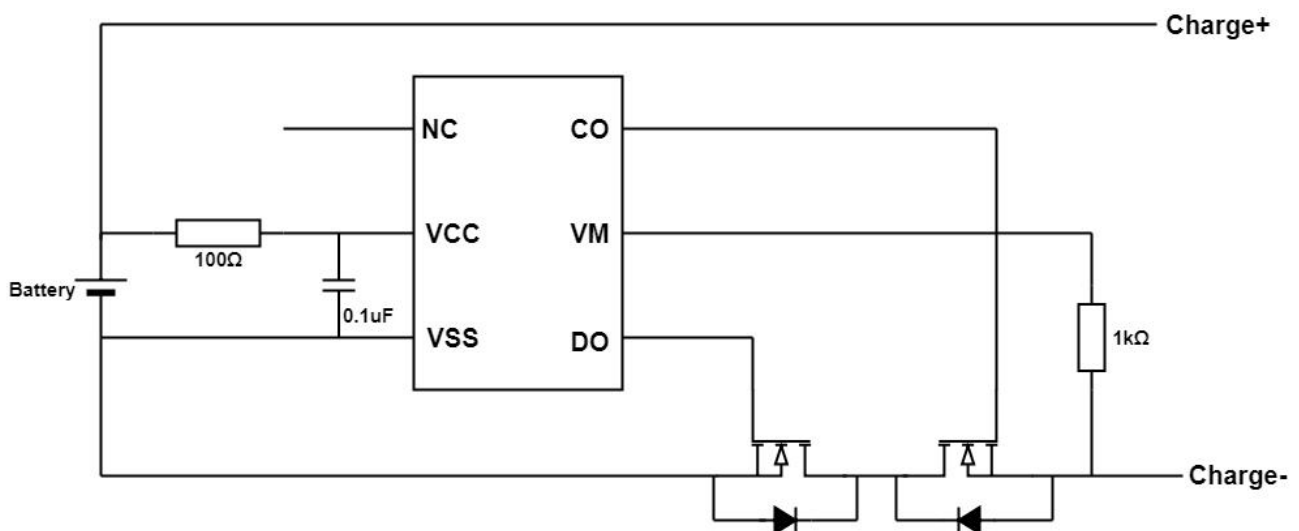 Charge+
NC
CO
VCC
VM
100Ω
Battery
0.1uF
VSS
DO
1kΩ
Charge-